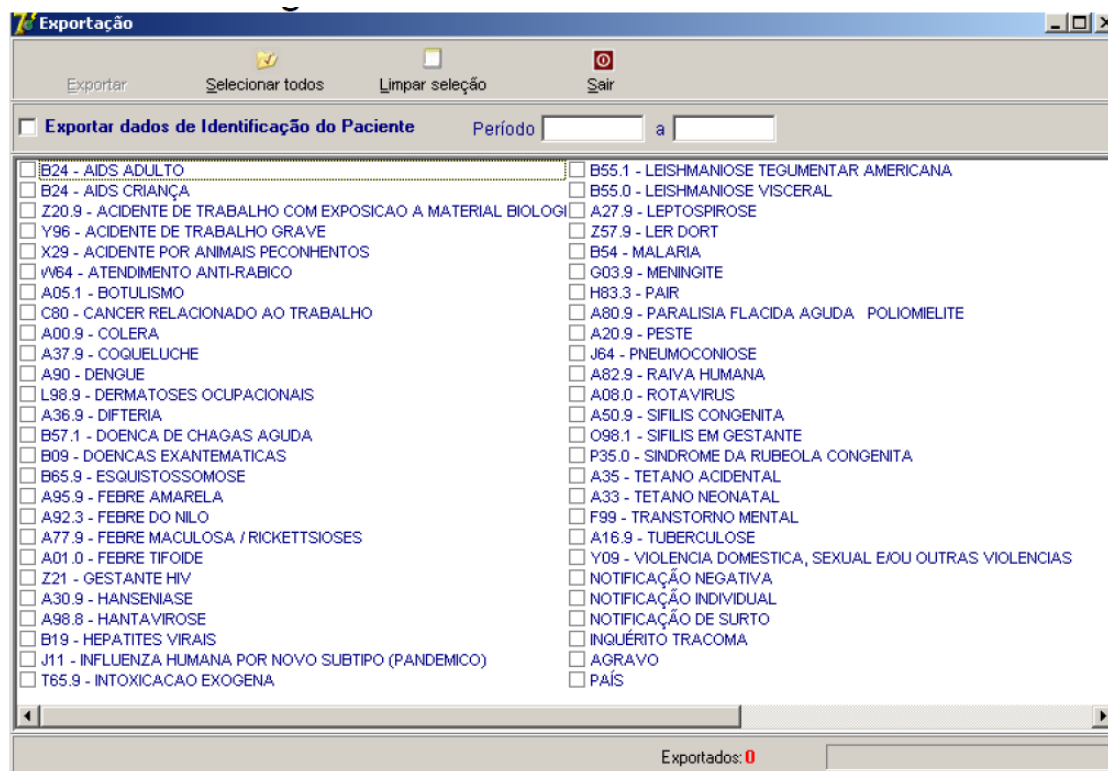 Exportação
Exportar Selecionar todos Limpar seleção Sair
Exportar dados de Identificação do Paciente Período a
B24 - AIDS ADULTO
B24 - AIDS CRIANÇA
Z20.9 - ACIDENTE DE TRABALHO COM EXPOSICAO A MATERIAL BIOLOGI
Y96 - ACIDENTE DE TRABALHO GRAVE
X29 - ACIDENTE POR ANIMAIS PECONHENTOS
W64 - ATENDIMENTO ANTI-RABICO
A05.1 - BOTULISMO
C80 - CANCER RELACIONADO AO TRABALHO
A00.9 - COLERA
A37.9 - COQUELUCHE
A90 - DENGUE
L98.9 - DERMATOSES OCUPACIONAIS
A36.9 - DIFTERIA
B57.1 - DOENCA DE CHAGAS AGUDA
B09 - DOENCAS EXANTEMATICAS
B65.9 - ESQUISTOSSOMOSE
A95.9 - FEBRE AMARELA
A92.3 - FEBRE DO NILO
A77.9 - FEBRE MACULOSA / RICKETTSIOSES
A01.0 - FEBRE TIFOIDE
Z21 - GESTANTE HIV
A30.9 - HANSENIASE
A98.8 - HANTAVIROSE
B19 - HEPATITES VIRAIS
J11 - INFLUENZA HUMANA POR NOVO SUBTIPO (PANDEMICO)
T65.9 - INTOXICACAO EXOGENA
B55.1 - LEISHMANIOSE TEGUMENTAR AMERICANA
B55.0 - LEISHMANIOSE VISCERAL
A27.9 - LEPTOSPIROSE
Z57.9 - LER DORT
B54 - MALARIA
G03.9 - MENINGITE
H83.3 - PAIR
A80.9 - PARALISIA FLACIDA AGUDA POLIOMIELITE
A20.9 - PESTE
J64 - PNEUMOCONIOSE
A82.9 - RAIVA HUMANA
A08.0 - ROTAVIRUS
A50.9 - SIFILIS CONGENITA
O98.1 - SIFILIS EM GESTANTE
P35.0 - SINDROME DA RUBEOLA CONGENITA
A35 - TETANO ACIDENTAL
A33 - TETANO NEONATAL
F99 - TRANSTORNO MENTAL
A16.9 - TUBERCULOSE
Y09 - VIOLENCIA DOMESTICA, SEXUAL E/OU OUTRAS VIOLENCIAS
NOTIFICAÇÃO NEGATIVA
NOTIFICAÇÃO INDIVIDUAL
NOTIFICAÇÃO DE SURTO
INQUÉRITO TRACOMA
AGRAVO
PAÍS
Exportados: 0